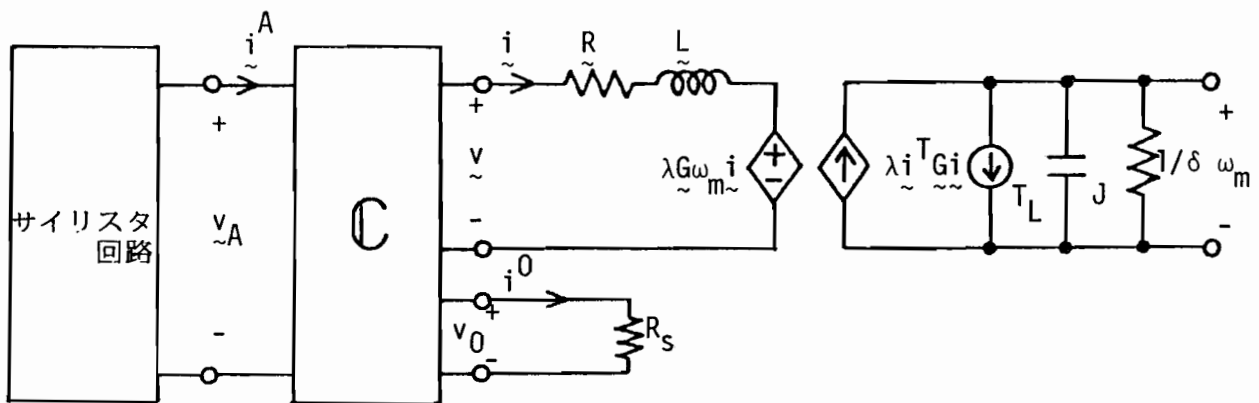 サイリスタ
回路
i^A
+
v_A
-
ℂ
i
+
v
-
R
L
λGω_m i
+
-
λi^T Gi
T_L
J
1/δ
+
ω_m
-
i^0
+
v_0
-
R_s